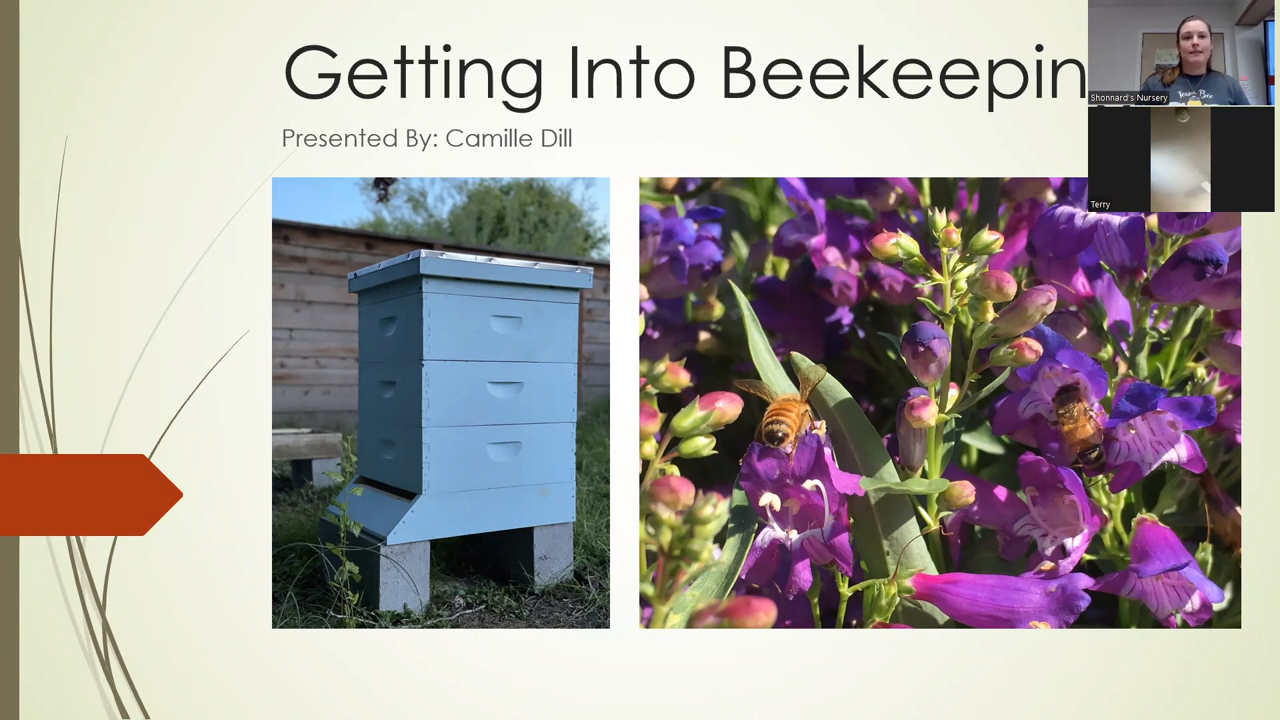 Getting Into Beekeepin
Presented By: Camille Dill
Shonnard's Nursery
Terry